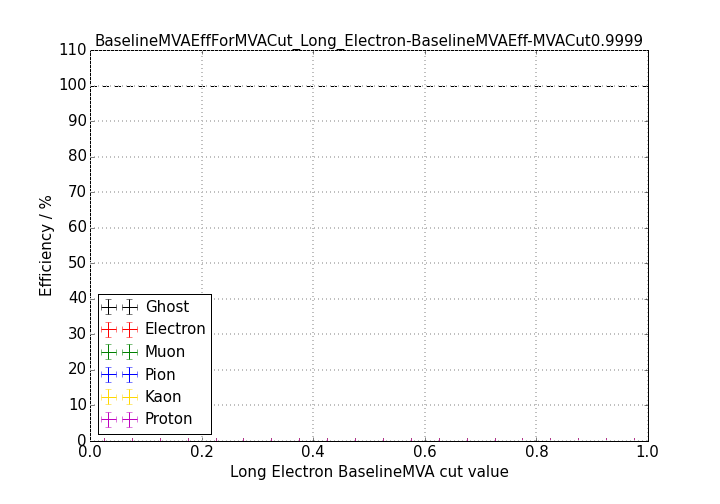 BaselineMVAEffForMVACut_Long_Electron-BaselineMVAEff-MVACut0.9999
110
100
90
80
70
60
50
40
30
20
10
0
Efficiency / %
Ghost
Electron
Muon
Pion
Kaon
Proton
0.0 0.2 0.4 0.6 0.8 1.0
Long Electron BaselineMVA cut value